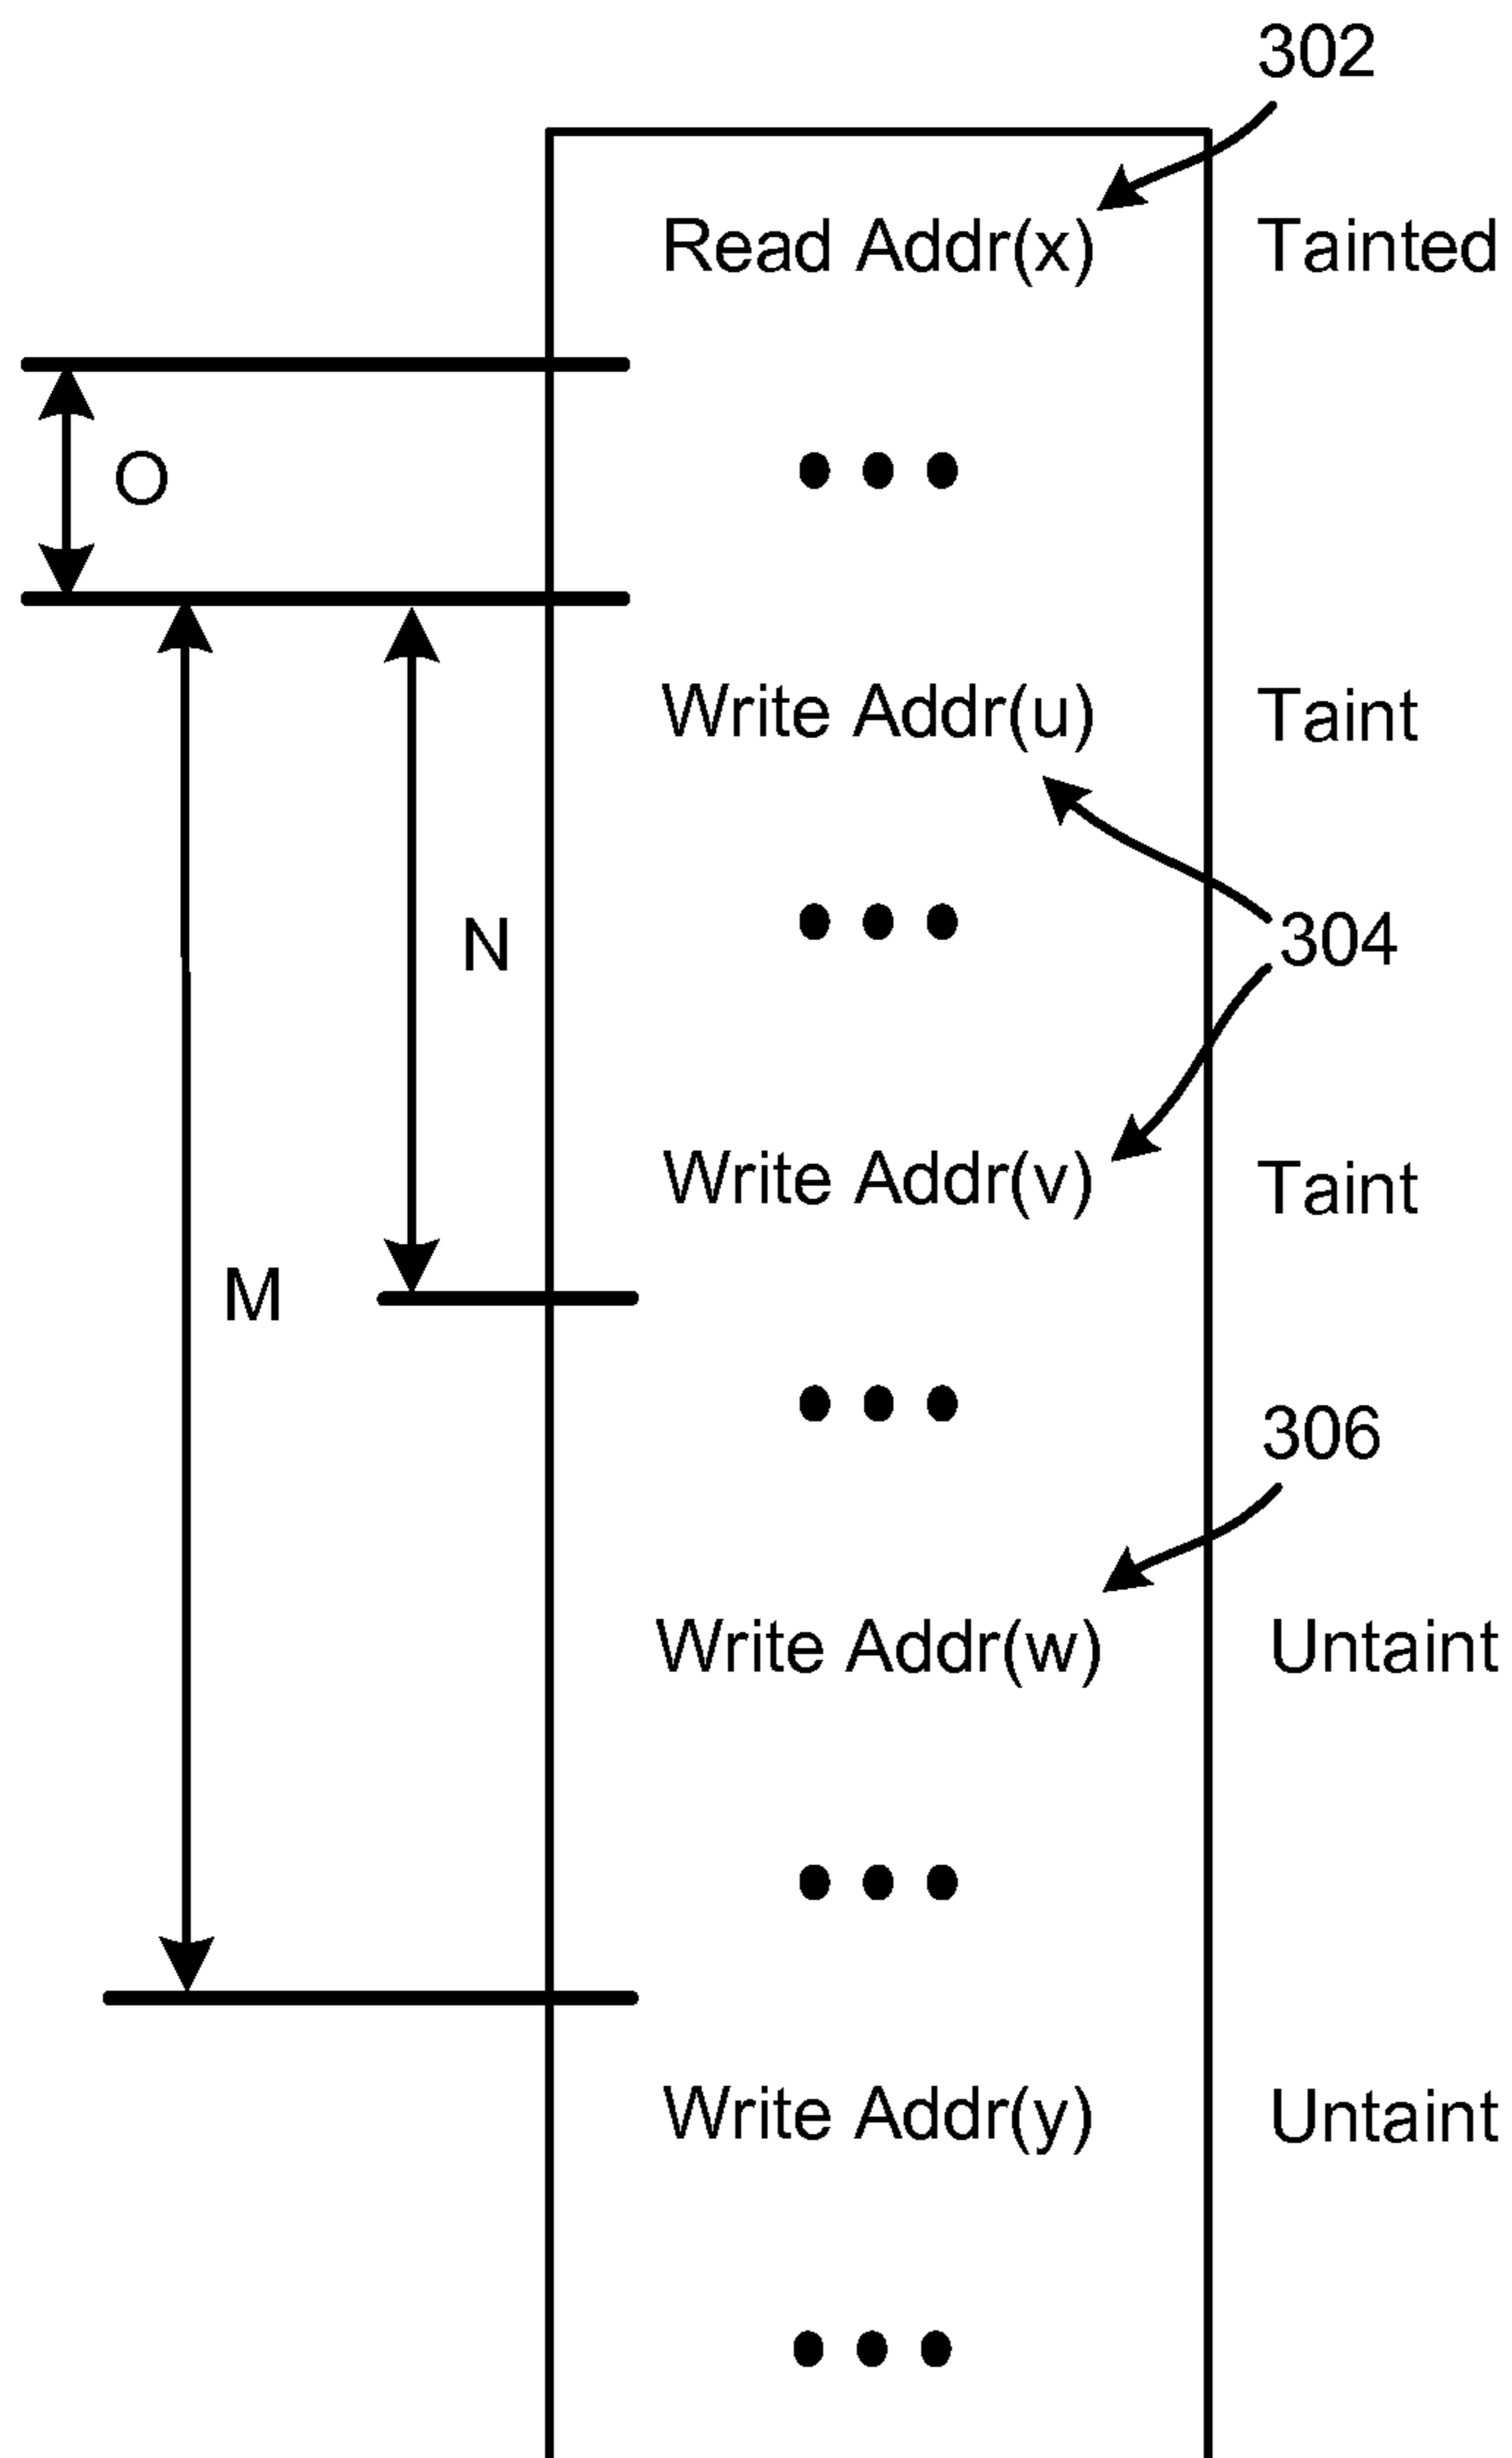 302
Read Addr(x) Tainted
O
Write Addr(u) Taint
N
304
Write Addr(v) Taint
M
306
Write Addr(w) Untaint
Write Addr(y) Untaint